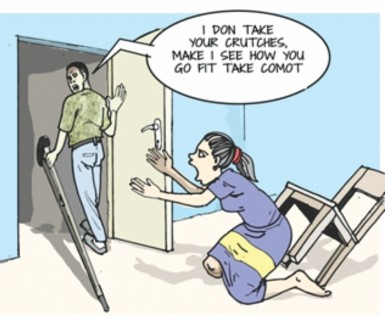 I DON TAKE
YOUR CRUTCHES,
MAKE I SEE HOW YOU
GO FIT TAKE COMOT